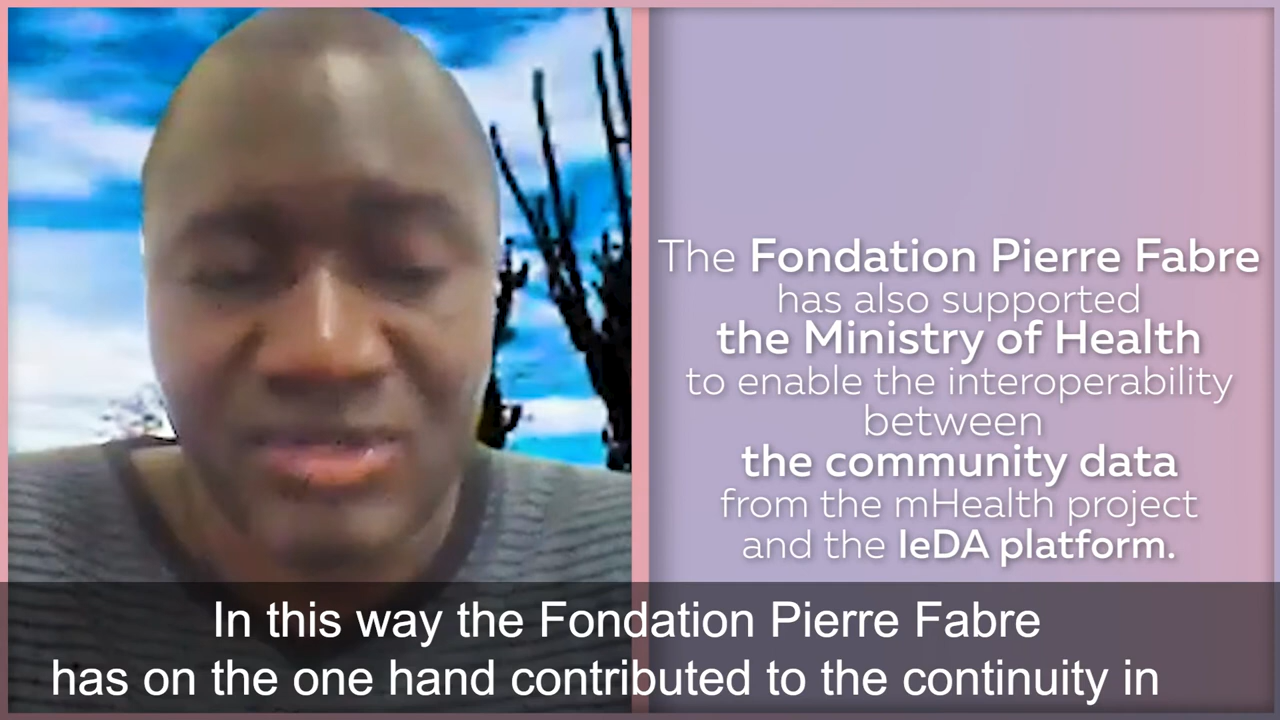 The Fondation Pierre Fabre
has also supported
the Ministry of Health
to enable the interoperability
between
the community data
from the mHealth project
and the IeDA platform.
In this way the Fondation Pierre Fabre
has on the one hand contributed to the continuity in